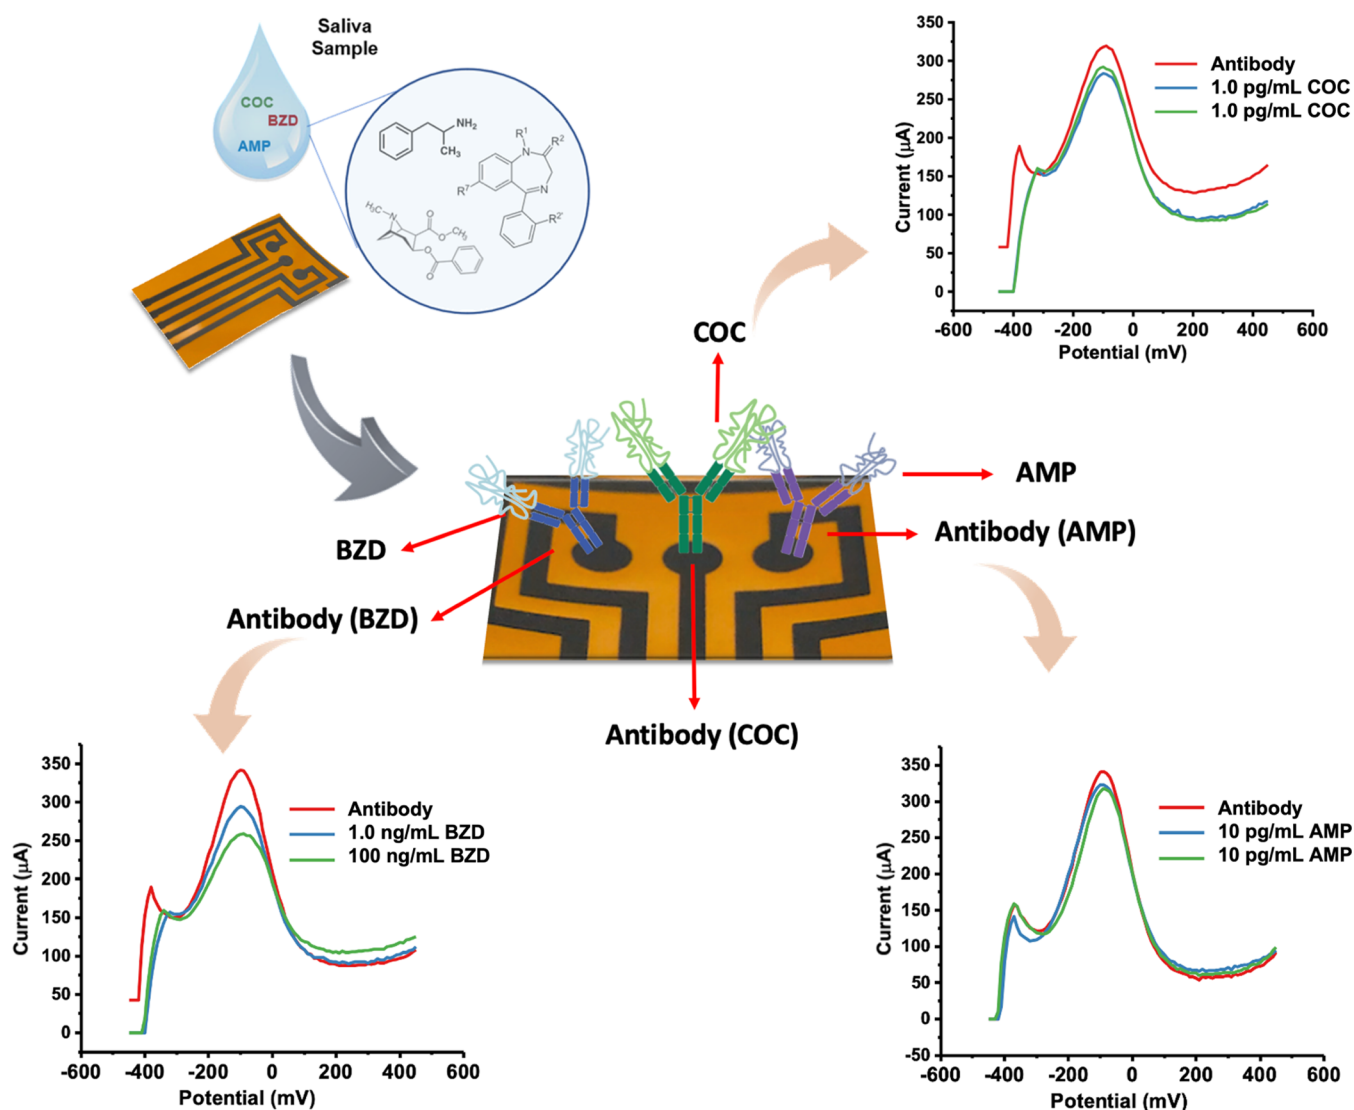 Saliva
Sample
COC
BZD
AMP
NH₂
CH₃
R¹
R²
N
N
R⁷
R²'
H₃C
N
O
O
CH₃
O
O
350
300
250
200
150
100
50
0
Current (µA)
Antibody
1.0 pg/mL COC
1.0 pg/mL COC
-600 -400 -200 0 200 400 600
Potential (mV)
COC
AMP
Antibody (AMP)
BZD
Antibody (BZD)
Antibody (COC)
350
300
250
200
150
100
50
0
Current (µA)
Antibody
1.0 ng/mL BZD
100 ng/mL BZD
-600 -400 -200 0 200 400 600
Potential (mV)
350
300
250
200
150
100
50
0
-50
Current (µA)
Antibody
10 pg/mL AMP
10 pg/mL AMP
-600 -400 -200 0 200 400 600
Potential (mV)